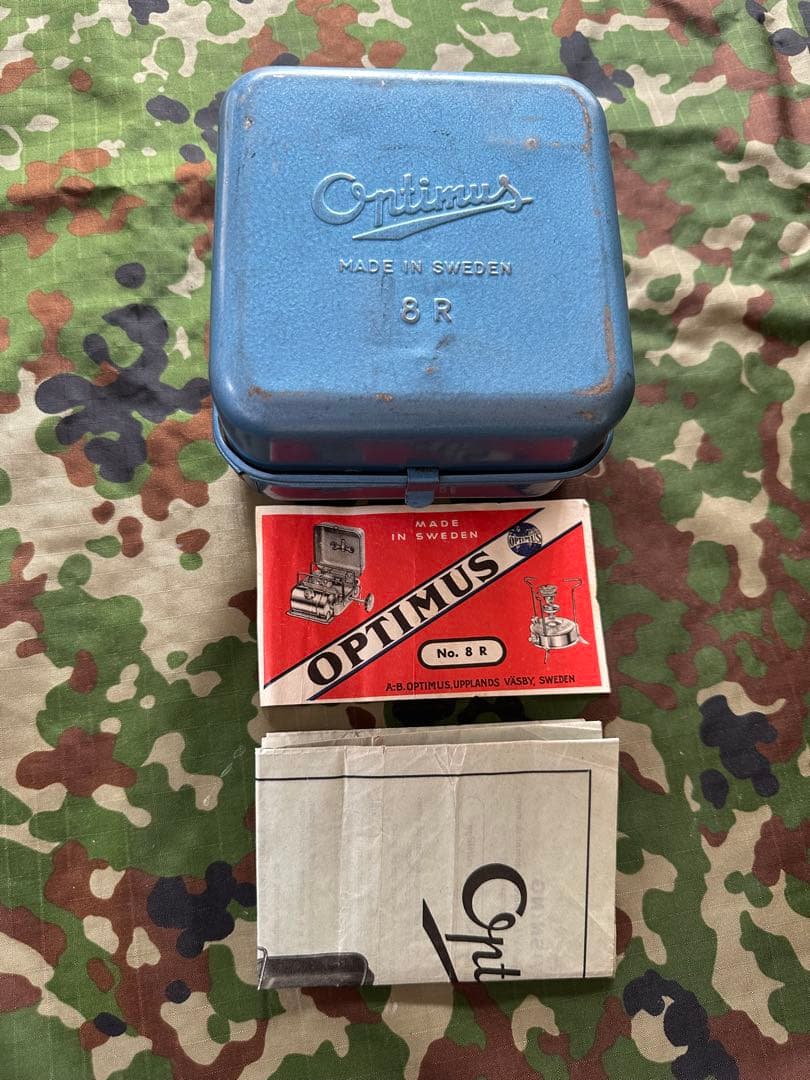 Optimus
MADE IN SWEDEN
8 R
MADE
IN SWEDEN
OPTIMUS
OPTIMUS
No. 8 R
A.-B. OPTIMUS, UPPLANDS VÄSBY, SWEDEN
Opti